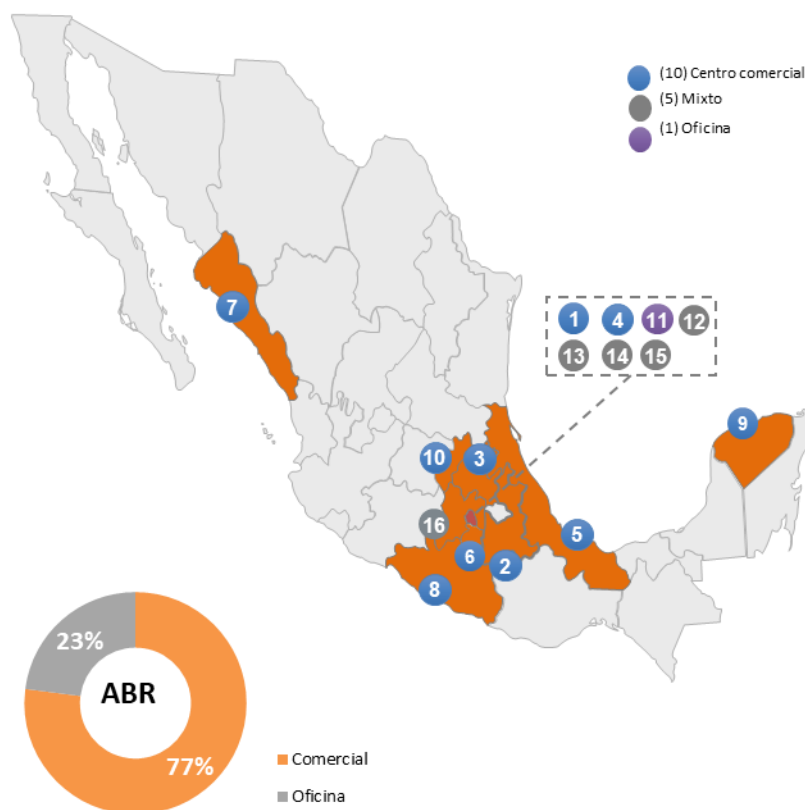 (10) Centro comercial
(5) Mixto
(1) Oficina
7
1 4 11 12
13 14 15
9
10 3
16
5
6
2
8
23%
ABR
77%
Comercial
Oficina